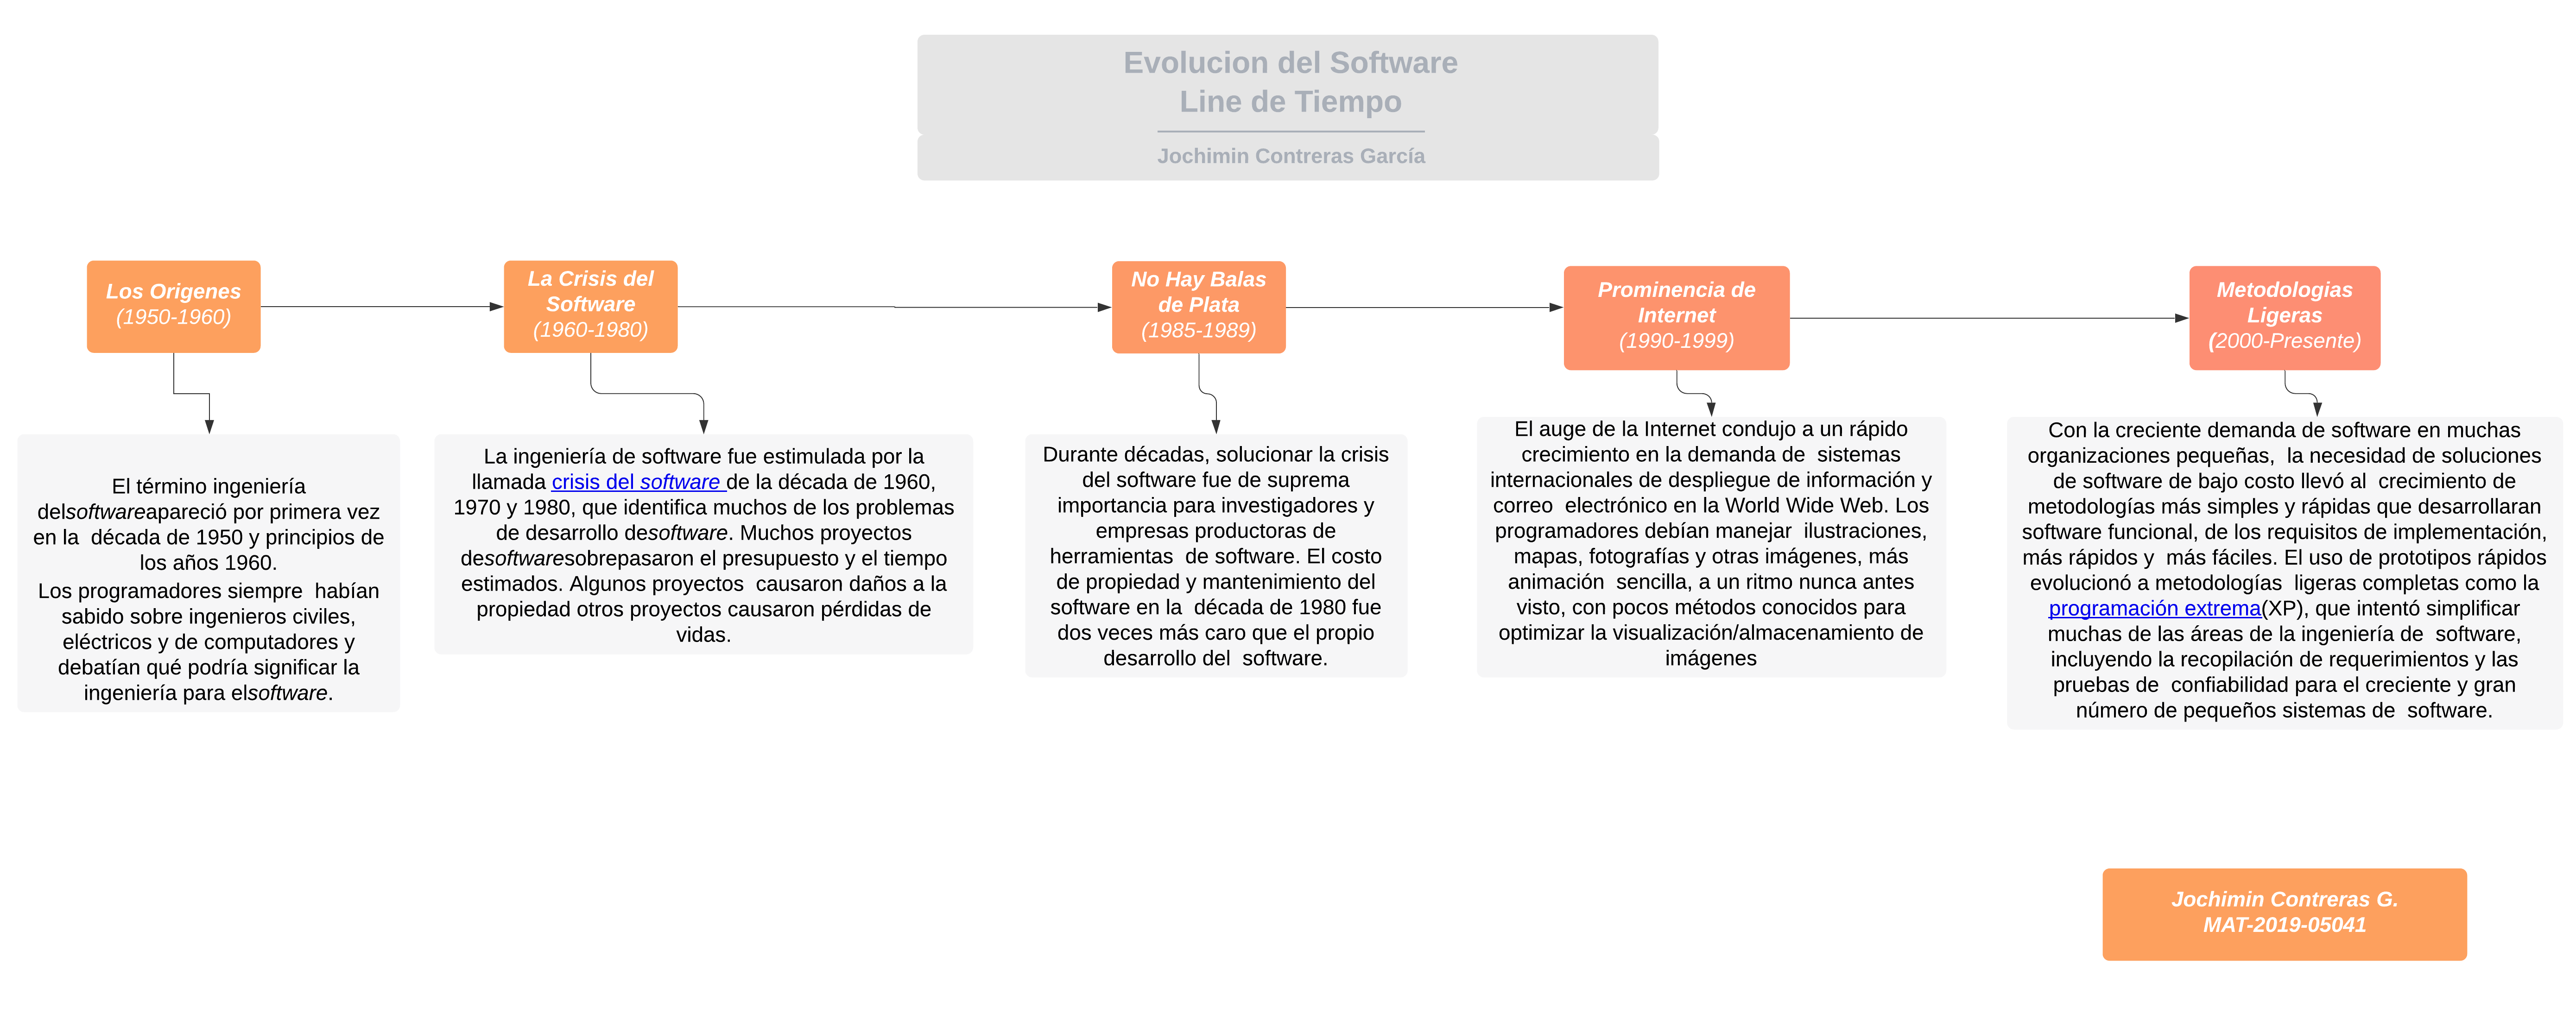 Evolucion del Software
Line de Tiempo
Jochimin Contreras García
Los Origenes
(1950-1960)
La Crisis del
Software
(1960-1980)
No Hay Balas
de Plata
(1985-1989)
Prominencia de
Internet
(1990-1999)
Metodologias
Ligeras
(2000-Presente)
El término ingeniería
delsoftwareapareció por primera vez
en la  década de 1950 y principios de
los años 1960.
Los programadores siempre  habían
sabido sobre ingenieros civiles,
eléctricos y de computadores y
debatían qué podría significar la
ingeniería para elsoftware.
La ingeniería de software fue estimulada por la
llamada crisis del software de la década de 1960,
1970 y 1980, que identifica muchos de los problemas
de desarrollo desoftware. Muchos proyectos
desoftwaresobrepasaron el presupuesto y el tiempo
estimados. Algunos proyectos  causaron daños a la
propiedad otros proyectos causaron pérdidas de
vidas.
Durante décadas, solucionar la crisis
del software fue de suprema
importancia para investigadores y
empresas productoras de
herramientas  de software. El costo
de propiedad y mantenimiento del
software en la  década de 1980 fue
dos veces más caro que el propio
desarrollo del  software.
El auge de la Internet condujo a un rápido
crecimiento en la demanda de  sistemas
internacionales de despliegue de información y
correo  electrónico en la World Wide Web. Los
programadores debían manejar  ilustraciones,
mapas, fotografías y otras imágenes, más
animación  sencilla, a un ritmo nunca antes
visto, con pocos métodos conocidos para
optimizar la visualización/almacenamiento de
imágenes
Con la creciente demanda de software en muchas
organizaciones pequeñas,  la necesidad de soluciones
de software de bajo costo llevó al  crecimiento de
metodologías más simples y rápidas que desarrollaran
software funcional, de los requisitos de implementación,
más rápidos y  más fáciles. El uso de prototipos rápidos
evolucionó a metodologías  ligeras completas como la
programación extrema(XP), que intentó simplificar
muchas de las áreas de la ingeniería de  software,
incluyendo la recopilación de requerimientos y las
pruebas de  confiabilidad para el creciente y gran
número de pequeños sistemas de  software.
Jochimin Contreras G.
MAT-2019-05041